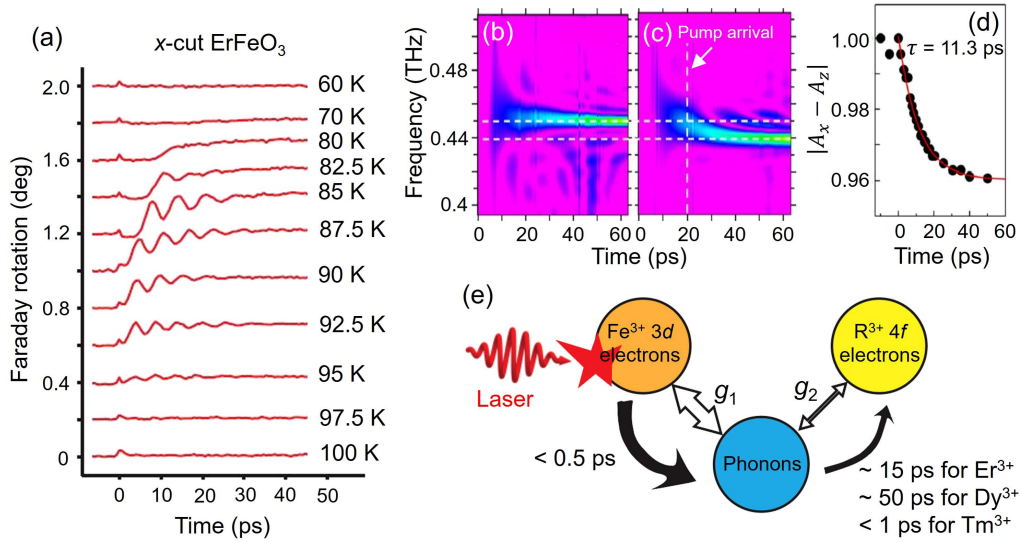 (a)
x-cut ErFeO3
Faraday rotation (deg)
2.0
1.6
1.2
0.8
0.4
0
60 K
70 K
80 K
82.5 K
85 K
87.5 K
90 K
92.5 K
95 K
97.5 K
100 K
0 10 20 30 40 50
Time (ps)
(b)
Frequency (THz)
0.48
0.44
0.4
0 20 40 60
(c)
Pump arrival
0 20 40 60
Time (ps)
(d)
τ = 11.3 ps
|Ax − Az|
1.00
0.98
0.96
0 20 40 60
Time (ps)
(e)
Laser
Fe3+ 3d
electrons
R3+ 4f
electrons
g1
g2
Phonons
< 0.5 ps
~ 15 ps for Er3+
~ 50 ps for Dy3+
< 1 ps for Tm3+